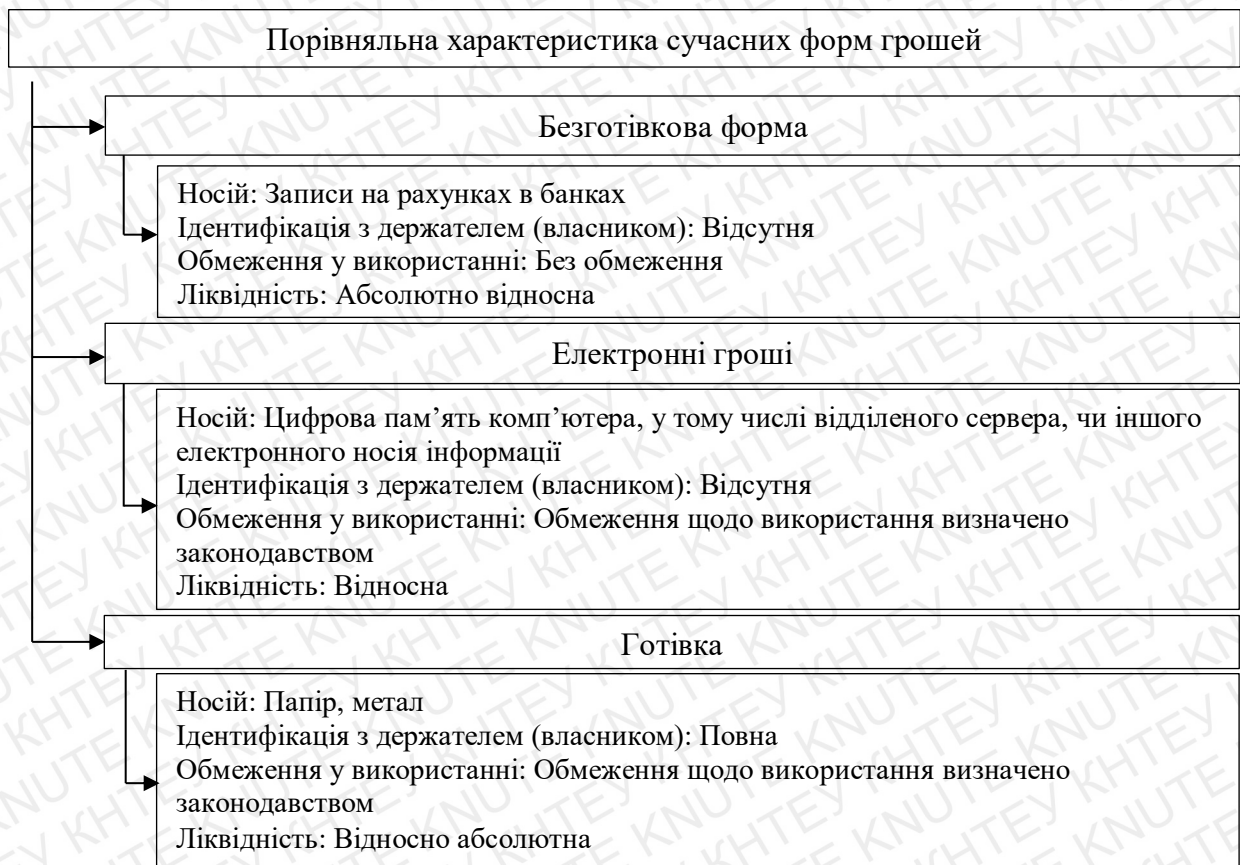 Порівняльна характеристика сучасних форм грошей
Безготівкова форма
Носій: Записи на рахунках в банках
Ідентифікація з держателем (власником): Відсутня
Обмеження у використанні: Без обмеження
Ліквідність: Абсолютно відносна
Електронні гроші
Носій: Цифрова пам’ять комп’ютера, у тому числі відділеного сервера, чи іншого
електронного носія інформації
Ідентифікація з держателем (власником): Відсутня
Обмеження у використанні: Обмеження щодо використання визначено
законодавством
Ліквідність: Відносна
Готівка
Носій: Папір, метал
Ідентифікація з держателем (власником): Повна
Обмеження у використанні: Обмеження щодо використання визначено
законодавством
Ліквідність: Відносно абсолютна